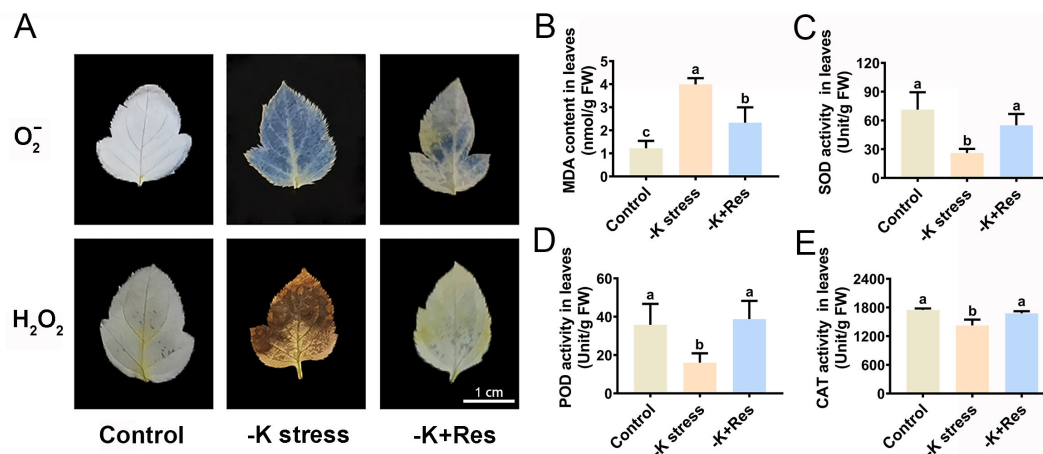 A
O₂⁻
H₂O₂
1 cm
Control
-K stress
-K+Res
B
MDA content in leaves
(nmol/g FW)
5
4
3
2
1
0
c
a
b
Control
-K stress
-K+Res
C
SOD activity in leaves
(Unit/g FW)
120
90
60
30
0
a
b
a
Control
-K stress
-K+Res
D
POD activity in leaves
(Unit/g FW)
60
40
20
0
a
b
a
Control
-K stress
-K+Res
E
CAT activity in leaves
(Unit/g FW)
2400
1800
1200
600
0
a
b
a
Control
-K stress
-K+Res